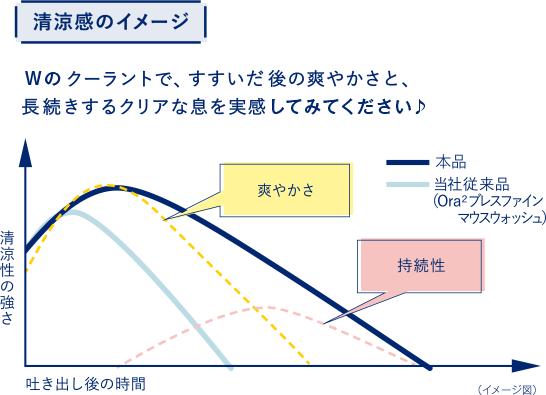 清涼感のイメージ
Wのクーラントで、すすいだ後の爽やかさと、
長続きするクリアな息を実感してみてください♪
本品
当社従来品
(Ora²ブレスファイン
マウスウォッシュ)
爽やかさ
持続性
清涼性の強さ
吐き出し後の時間
(イメージ図)